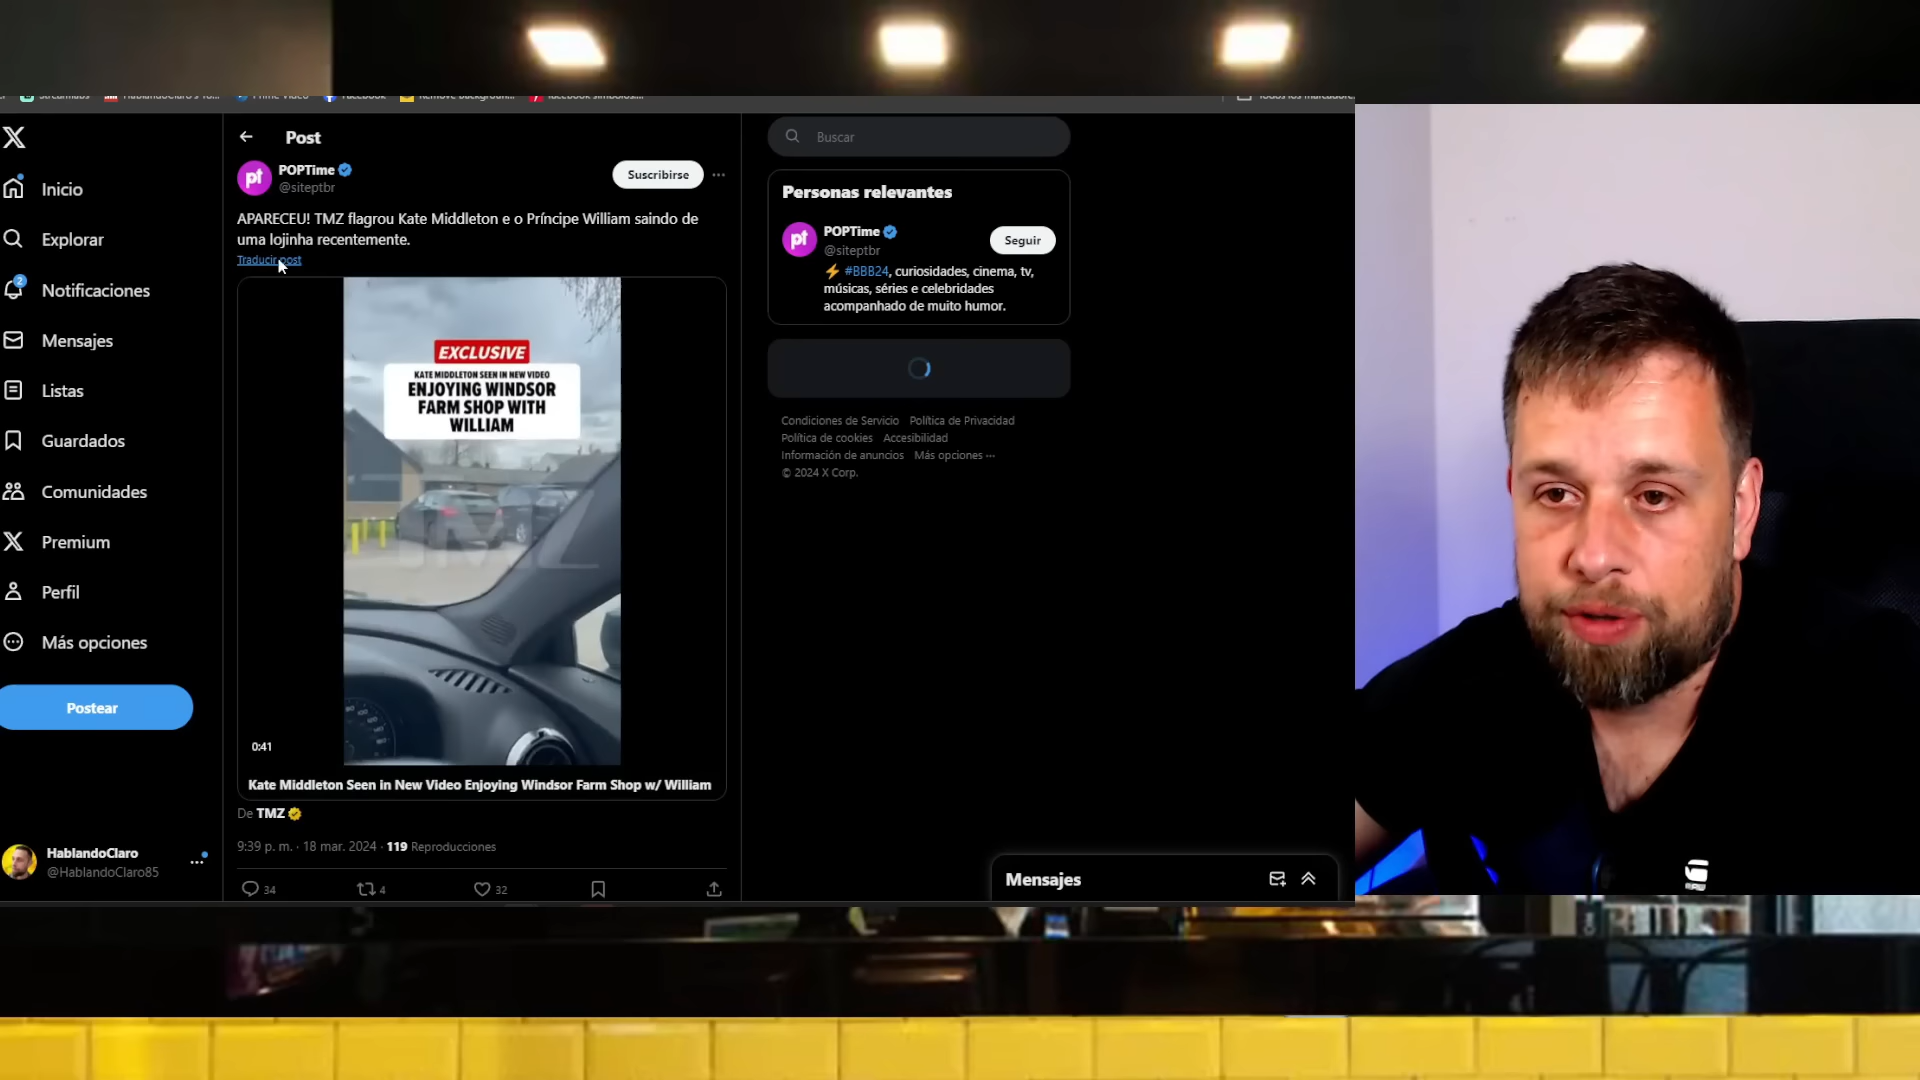 Post
POPTime
@siteptbr
Suscribirse
APARECEU! TMZ flagrou Kate Middleton e o Príncipe William saindo de
uma lojinha recentemente.
Traducir post
EXCLUSIVE
KATE MIDDLETON SEEN IN NEW VIDEO
ENJOYING WINDSOR
FARM SHOP WITH
WILLIAM
TMZ
0:41
Kate Middleton Seen in New Video Enjoying Windsor Farm Shop w/ William
De TMZ
9:39 p. m. · 18 mar. 2024 · 119 Reproducciones
34
4
32
Inicio
Explorar
2
Notificaciones
Mensajes
Listas
Guardados
Comunidades
Premium
Perfil
Más opciones
Postear
HablandoClaro
@HablandoClaro85
Buscar
Personas relevantes
POPTime
@siteptbr
Seguir
⚡ #BBB24, curiosidades, cinema, tv,
músicas, séries e celebridades
acompanhado de muito humor.
Condiciones de Servicio Política de Privacidad
Política de cookies Accesibilidad
Información de anuncios Más opciones ···
© 2024 X Corp.
Mensajes